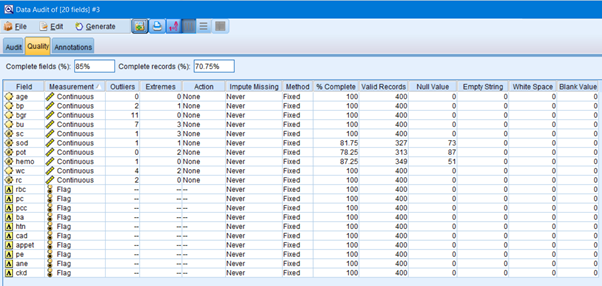 Data Audit of [20 fields] #3
File Edit Generate
Audit Quality Annotations
Complete fields (%): 85% Complete records (%): 70.75%
Field Measurement Outliers Extremes Action Impute Missing Method % Complete Valid Records Null Value Empty String White Space Blank Value
age Continuous 0 0 None Never Fixed 100 400 0 0 0 0
bp Continuous 2 1 None Never Fixed 100 400 0 0 0 0
bgr Continuous 11 0 None Never Fixed 100 400 0 0 0 0
bu Continuous 7 3 None Never Fixed 100 400 0 0 0 0
sc Continuous 1 3 None Never Fixed 100 400 0 0 0 0
sod Continuous 1 1 None Never Fixed 81.75 327 73 0 0 0
pot Continuous 0 2 None Never Fixed 78.25 313 87 0 0 0
hemo Continuous 1 0 None Never Fixed 87.25 349 51 0 0 0
wc Continuous 4 2 None Never Fixed 100 400 0 0 0 0
rc Continuous 2 0 None Never Fixed 100 400 0 0 0 0
A rbc Flag -- -- -- Never Fixed 100 400 0 0 0 0
A pc Flag -- -- -- Never Fixed 100 400 0 0 0 0
A pcc Flag -- -- -- Never Fixed 100 400 0 0 0 0
A ba Flag -- -- -- Never Fixed 100 400 0 0 0 0
A htn Flag -- -- -- Never Fixed 100 400 0 0 0 0
A cad Flag -- -- -- Never Fixed 100 400 0 0 0 0
A appet Flag -- -- -- Never Fixed 100 400 0 0 0 0
A pe Flag -- -- -- Never Fixed 100 400 0 0 0 0
A ane Flag -- -- -- Never Fixed 100 400 0 0 0 0
A ckd Flag -- -- -- Never Fixed 100 400 0 0 0 0